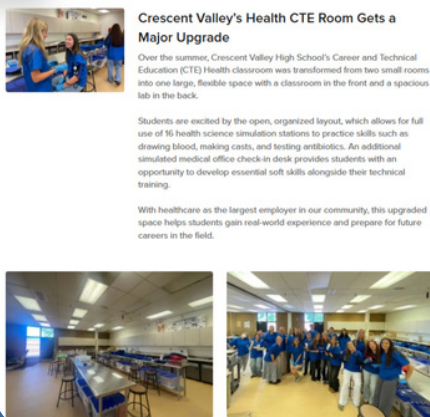 Crescent Valley's Health CTE Room Gets a
Major Upgrade
Over the summer, Crescent Valley High School's Career and Technical
Education (CTE) Health classroom was transformed from two small rooms
into one large, flexible space with a classroom in the front and a spacious
lab in the back.
Students are excited by the open, organized layout, which allows for full
use of 16 health science simulation stations to practice skills such as
drawing blood, making casts, and testing antibiotics. An additional
simulated medical office check-in desk provides students with an
opportunity to develop essential soft skills alongside their technical
training.
With healthcare as the largest employer in our community, this upgraded
space helps students gain real-world experience and prepare for future
careers in the field.